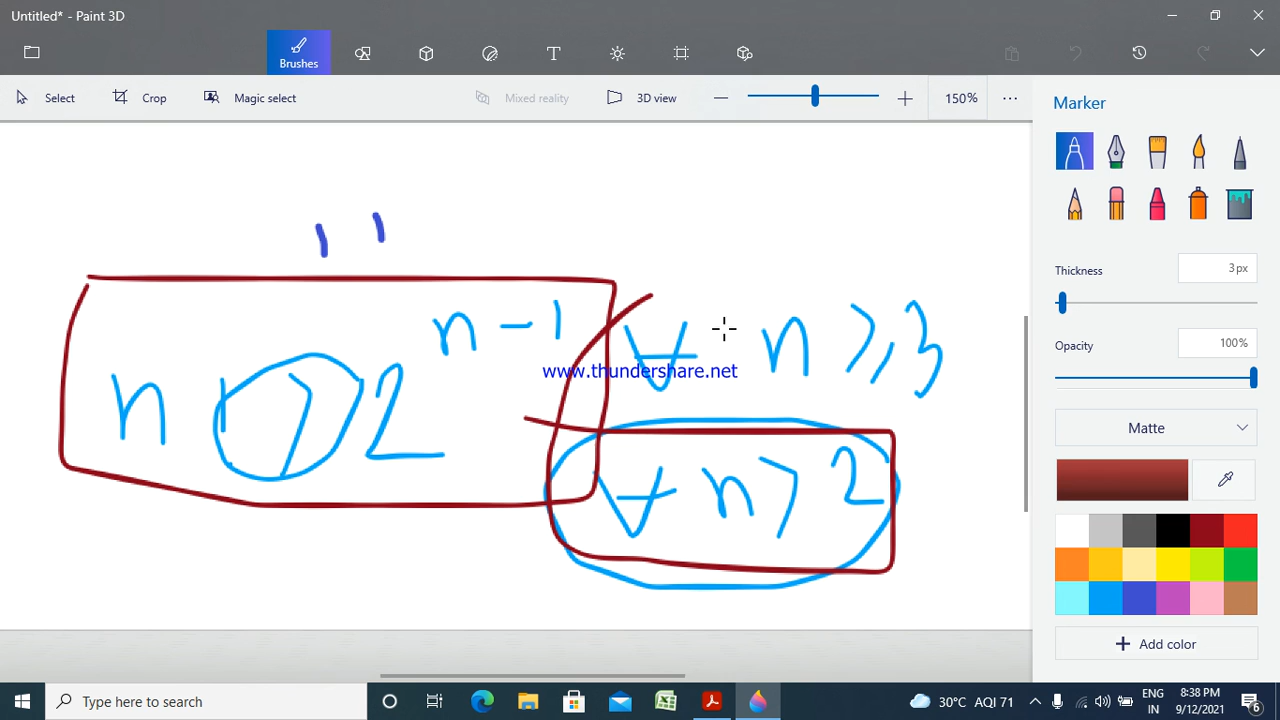 Untitled* - Paint 3D
Brushes
Select
Crop
Magic select
Mixed reality
3D view
150%
Marker
Thickness
3px
Opacity
100%
Matte
Add color
n
2
n-1
∀ n ⩾ 3
www.thundershare.net
∀ n > 2
Type here to search
30°C AQI 71
ENG
IN
8:38 PM
9/12/2021
6